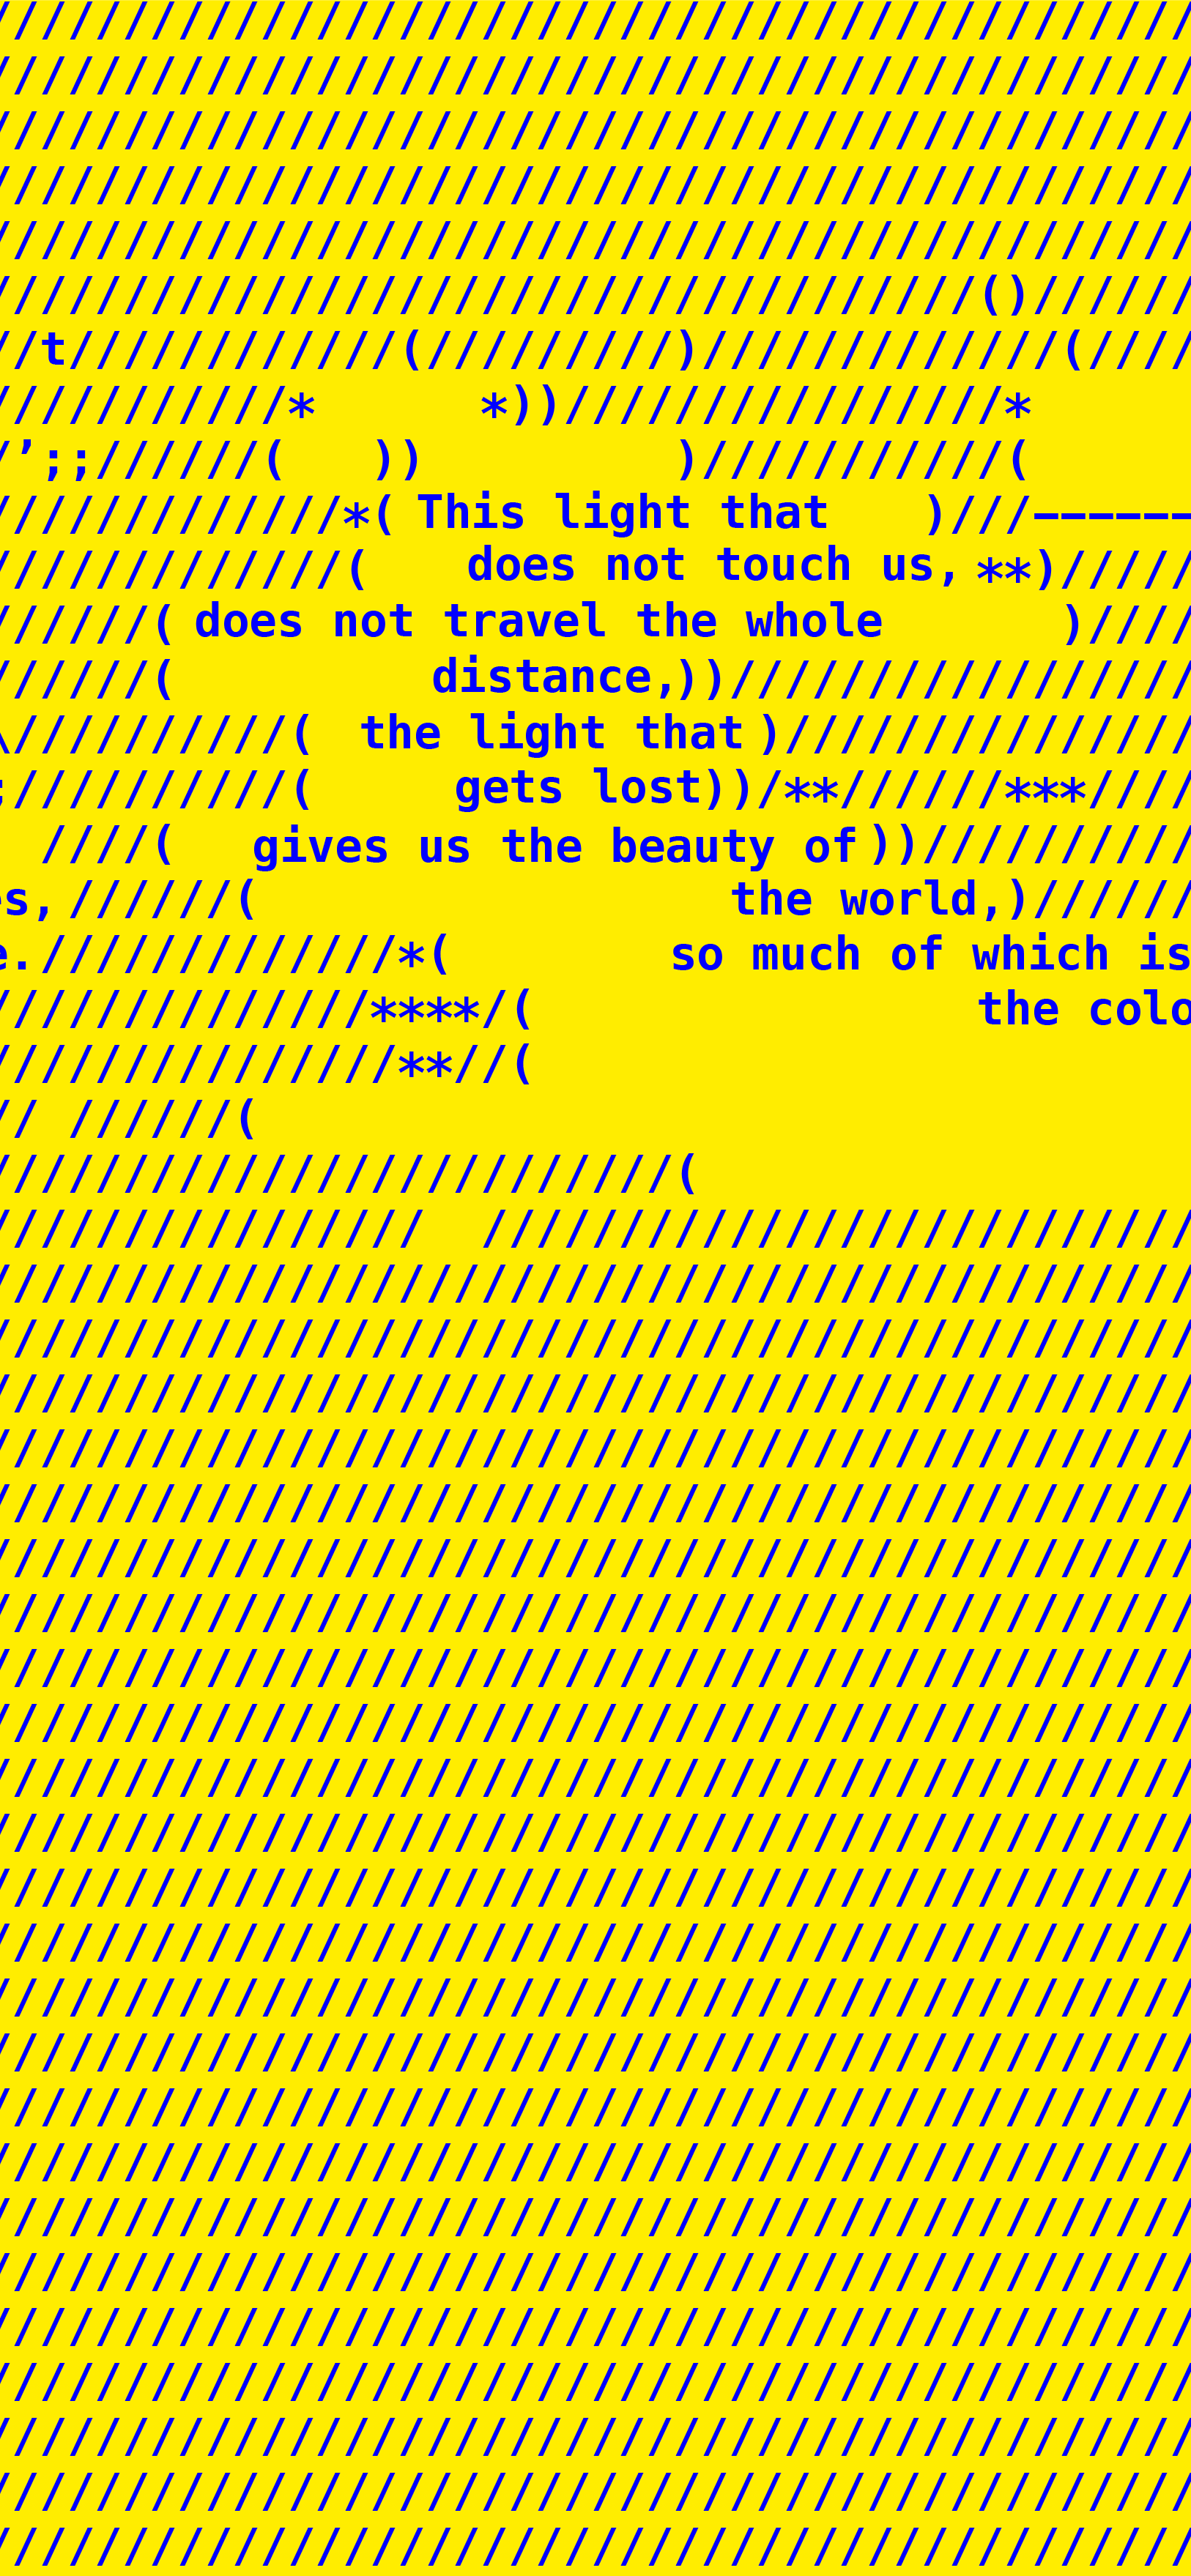 t
This light that
does not touch us,
does not travel the whole
distance,
the light that
gets lost
gives us the beauty of
the world,
so much of which is
the colo